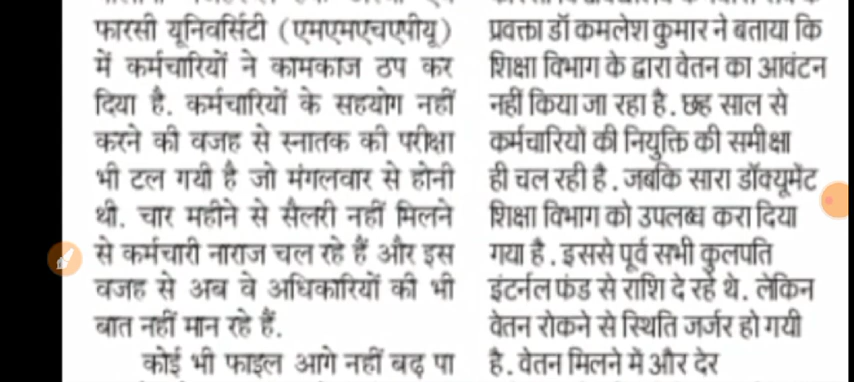 फारसी यूनिवर्सिटी (एमएमएचएपीयू)
में कर्मचारियों ने कामकाज ठप कर
दिया है. कर्मचारियों के सहयोग नहीं
करने की वजह से स्नातक की परीक्षा
भी टल गयी है जो मंगलवार से होनी
थी. चार महीने से सैलरी नहीं मिलने
से कर्मचारी नाराज चल रहे हैं और इस
वजह से अब वे अधिकारियों की भी
बात नहीं मान रहे हैं.
कोई भी फाइल आगे नहीं बढ़ पा
प्रवक्ता डॉ कमलेश कुमार ने बताया कि
शिक्षा विभाग के द्वारा वेतन का आवंटन
नहीं किया जा रहा है. छह साल से
कर्मचारियों की नियुक्ति की समीक्षा
ही चल रही है. जबकि सारा डॉक्यूमेंट
शिक्षा विभाग को उपलब्ध करा दिया
गया है. इससे पूर्व सभी कुलपति
इंटर्नल फंड से राशि दे रहे थे. लेकिन
वेतन रोकने से स्थिति जर्जर हो गयी
है. वेतन मिलने में और देर